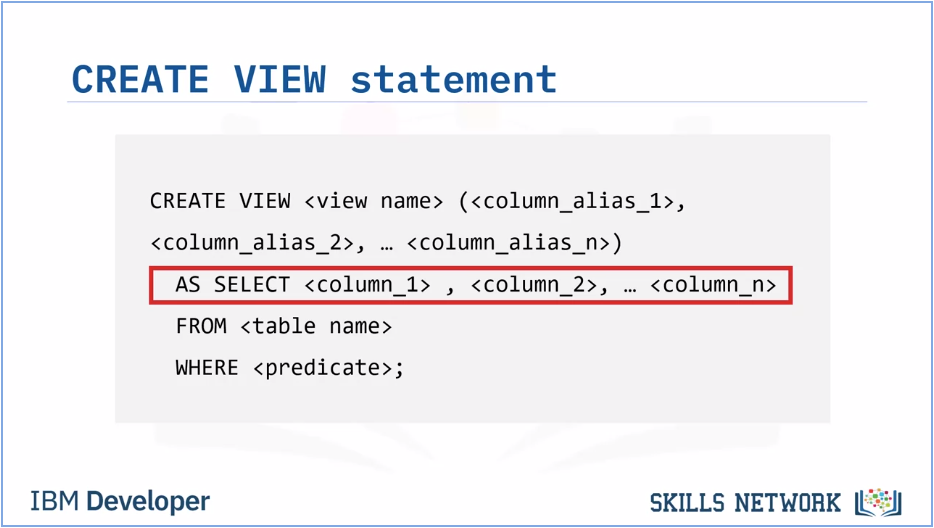 CREATE VIEW statement
CREATE VIEW <view name> (<column_alias_1>,
<column_alias_2>, … <column_alias_n>)
AS SELECT <column_1> , <column_2>, … <column_n>
FROM <table name>
WHERE <predicate>;
IBM Developer
SKILLS NETWORK